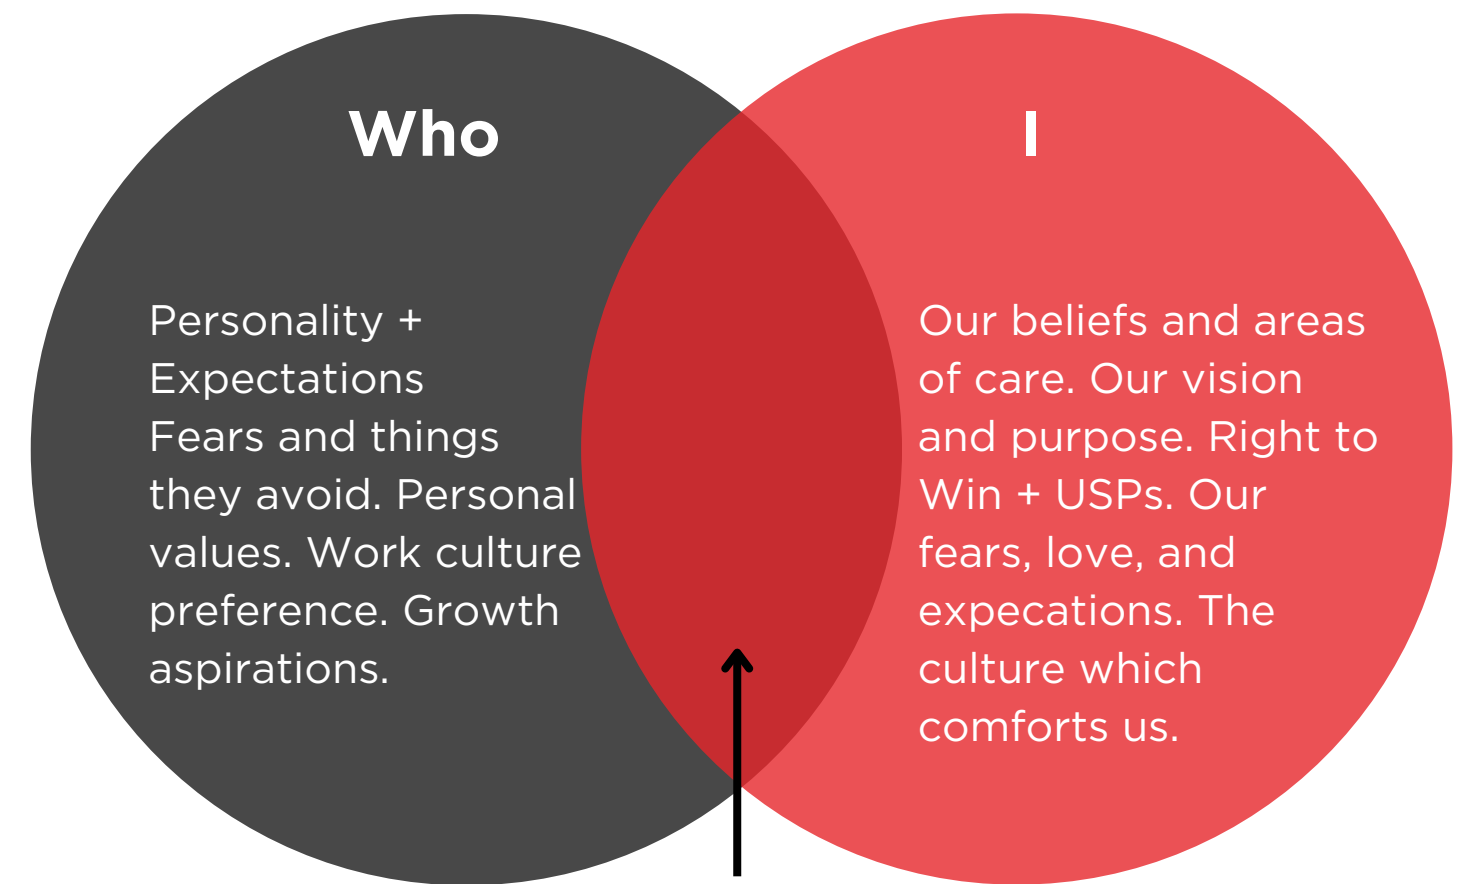 Who
Personality +
Expectations
Fears and things
they avoid. Personal
values. Work culture
preference. Growth
aspirations.
I
Our beliefs and areas
of care. Our vision
and purpose. Right to
Win + USPs. Our
fears, love, and
expecations. The
culture which
comforts us.